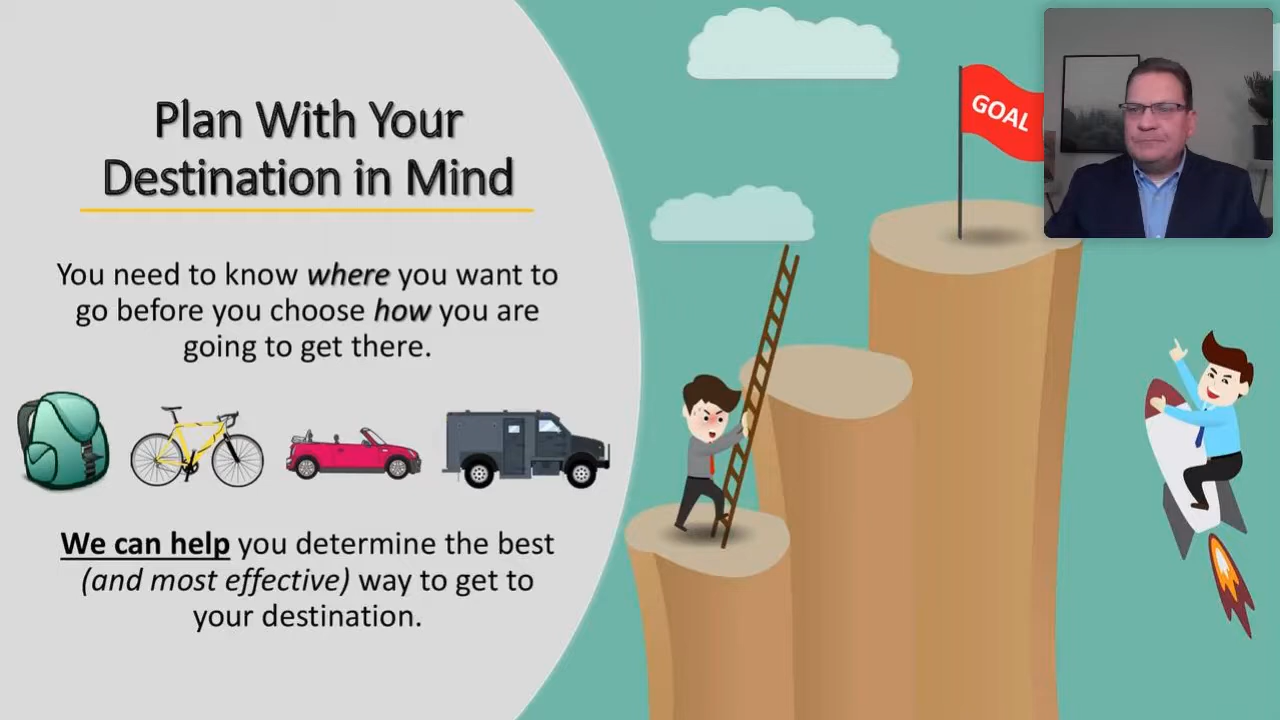 Plan With Your
Destination in Mind
You need to know where you want to
go before you choose how you are
going to get there.
We can help you determine the best
(and most effective) way to get to
your destination.
GOAL